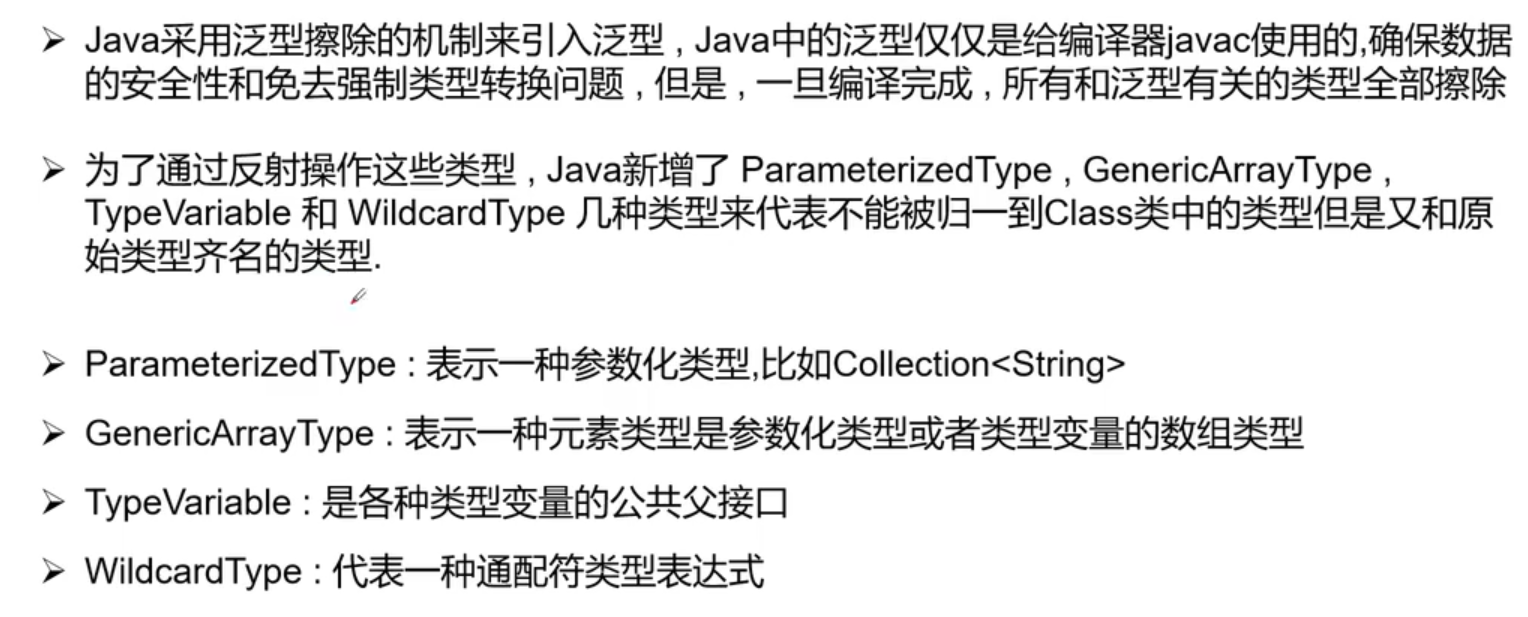 Java采用泛型擦除的机制来引入泛型 , Java中的泛型仅仅是给编译器javac使用的,确保数据
的安全性和免去强制类型转换问题 , 但是 , 一旦编译完成 , 所有和泛型有关的类型全部擦除
为了通过反射操作这些类型 , Java新增了 ParameterizedType , GenericArrayType ,
TypeVariable 和 WildcardType 几种类型来代表不能被归一到Class类中的类型但是又和原
始类型齐名的类型.
ParameterizedType : 表示一种参数化类型,比如Collection<String>
GenericArrayType : 表示一种元素类型是参数化类型或者类型变量的数组类型
TypeVariable : 是各种类型变量的公共父接口
WildcardType : 代表一种通配符类型表达式